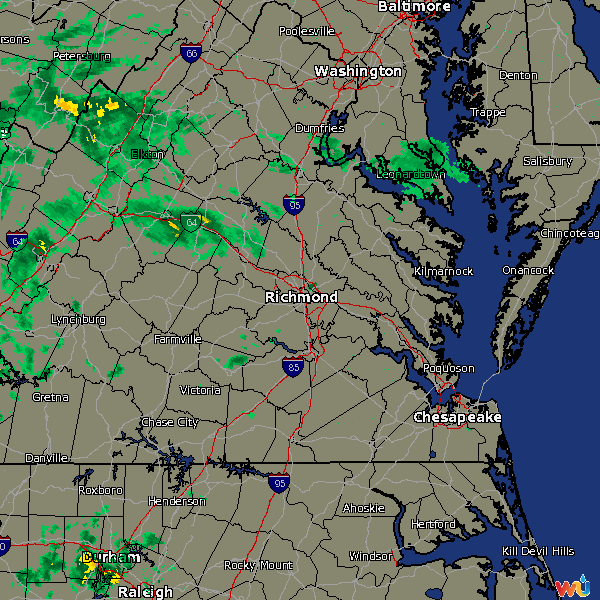 Baltimore
Poolesville
rsons
Petersburg
66
Washington
Denton
Trappe
Dumfries
Elkton
Salisbury
Leonardtown
95
64
Chincoteag
64
Kilmarnock
Onancock
Richmond
Lynchburg
Farmville
85
Poquoson
Victoria
Gretna
Chesapeake
Chase City
Danville
95
Roxboro
Henderson
Ahoskie
Hertford
Durham
Windsor
Kill Devil Hills
Rocky Mount
Raleigh